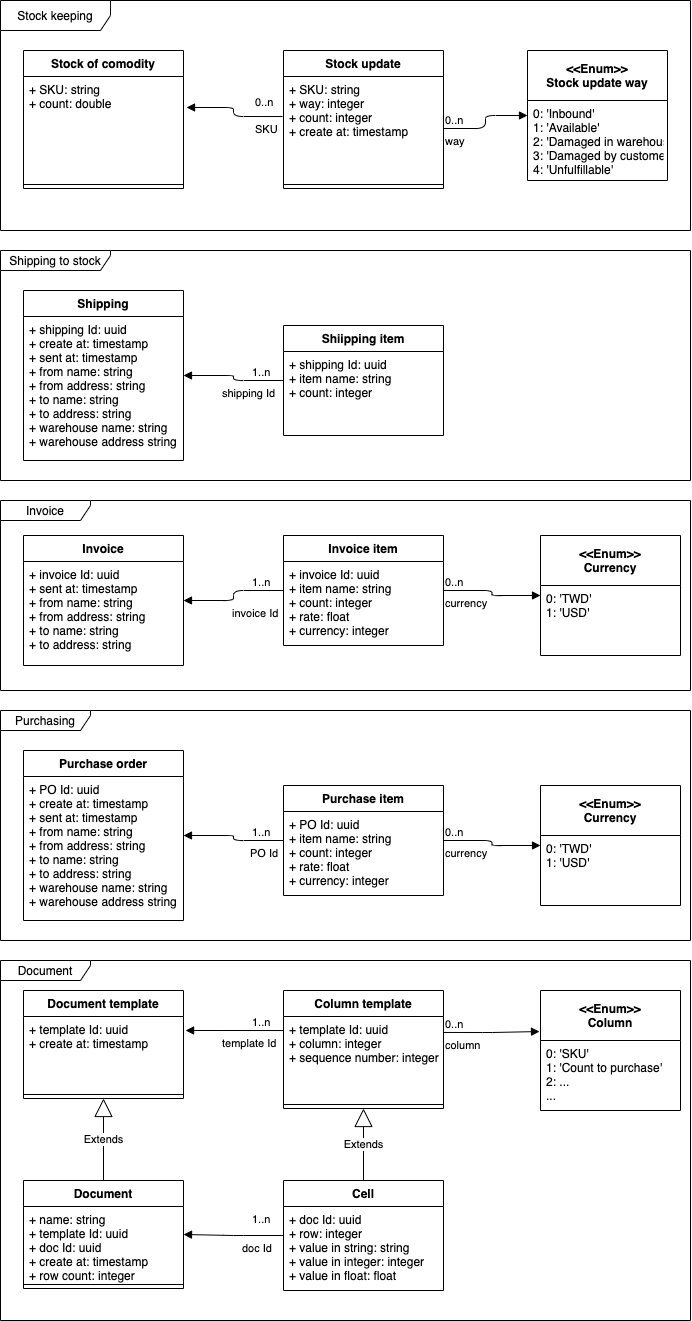 Stock keeping
Stock of comodity
+ SKU: string
+ count: double
0..n
SKU
Stock update
+ SKU: string
+ way: integer
+ count: integer
+ create at: timestamp
0..n
way
<<Enum>>
Stock update way
0: 'Inbound'
1: 'Available'
2: 'Damaged in warehou
3: 'Damaged by custome
4: 'Unfulfillable'
Shipping to stock
Shipping
+ shipping Id: uuid
+ create at: timestamp
+ sent at: timestamp
+ from name: string
+ from address: string
+ to name: string
+ to address: string
+ warehouse name: string
+ warehouse address string
1..n
shipping Id
Shiipping item
+ shipping Id: uuid
+ item name: string
+ count: integer
Invoice
Invoice
+ invoice Id: uuid
+ sent at: timestamp
+ from name: string
+ from address: string
+ to name: string
+ to address: string
1..n
invoice Id
Invoice item
+ invoice Id: uuid
+ item name: string
+ count: integer
+ rate: float
+ currency: integer
0..n
currency
<<Enum>>
Currency
0: 'TWD'
1: 'USD'
Purchasing
Purchase order
+ PO Id: uuid
+ create at: timestamp
+ sent at: timestamp
+ from name: string
+ from address: string
+ to name: string
+ to address: string
+ warehouse name: string
+ warehouse address string
1..n
PO Id
Purchase item
+ PO Id: uuid
+ item name: string
+ count: integer
+ rate: float
+ currency: integer
0..n
currency
<<Enum>>
Currency
0: 'TWD'
1: 'USD'
Document
Document template
+ template Id: uuid
+ create at: timestamp
1..n
template Id
Column template
+ template Id: uuid
+ column: integer
+ sequence number: integer
0..n
column
<<Enum>>
Column
0: 'SKU'
1: 'Count to purchase'
2: ...
...
Extends
Extends
Document
+ name: string
+ template Id: uuid
+ doc Id: uuid
+ create at: timestamp
+ row count: integer
1..n
doc Id
Cell
+ doc Id: uuid
+ row: integer
+ value in string: string
+ value in integer: integer
+ value in float: float